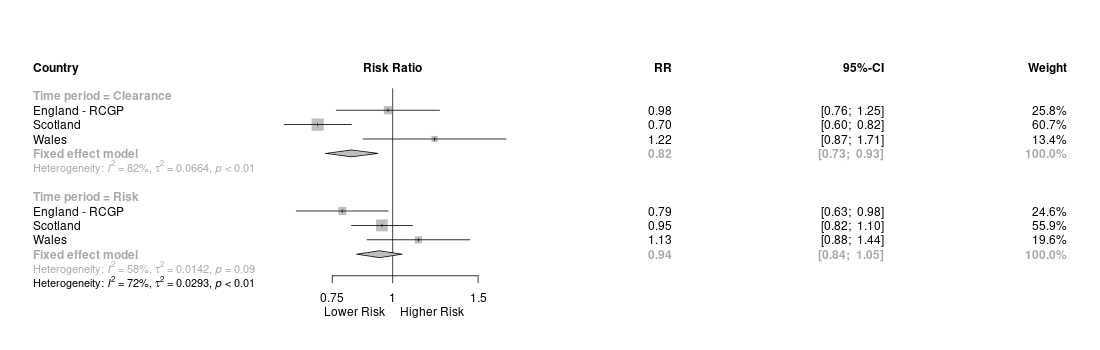 Country Risk Ratio RR 95%-CI Weight
Time period = Clearance
England - RCGP 0.98 [0.76; 1.25] 25.8%
Scotland 0.70 [0.60; 0.82] 60.7%
Wales 1.22 [0.87; 1.71] 13.4%
Fixed effect model 0.82 [0.73; 0.93] 100.0%
Heterogeneity: I² = 82%, τ² = 0.0664, p < 0.01
Time period = Risk
England - RCGP 0.79 [0.63; 0.98] 24.6%
Scotland 0.95 [0.82; 1.10] 55.9%
Wales 1.13 [0.88; 1.44] 19.6%
Fixed effect model 0.94 [0.84; 1.05] 100.0%
Heterogeneity: I² = 58%, τ² = 0.0142, p = 0.09
Heterogeneity: I² = 72%, τ² = 0.0293, p < 0.01
0.75 1 1.5
Lower Risk Higher Risk